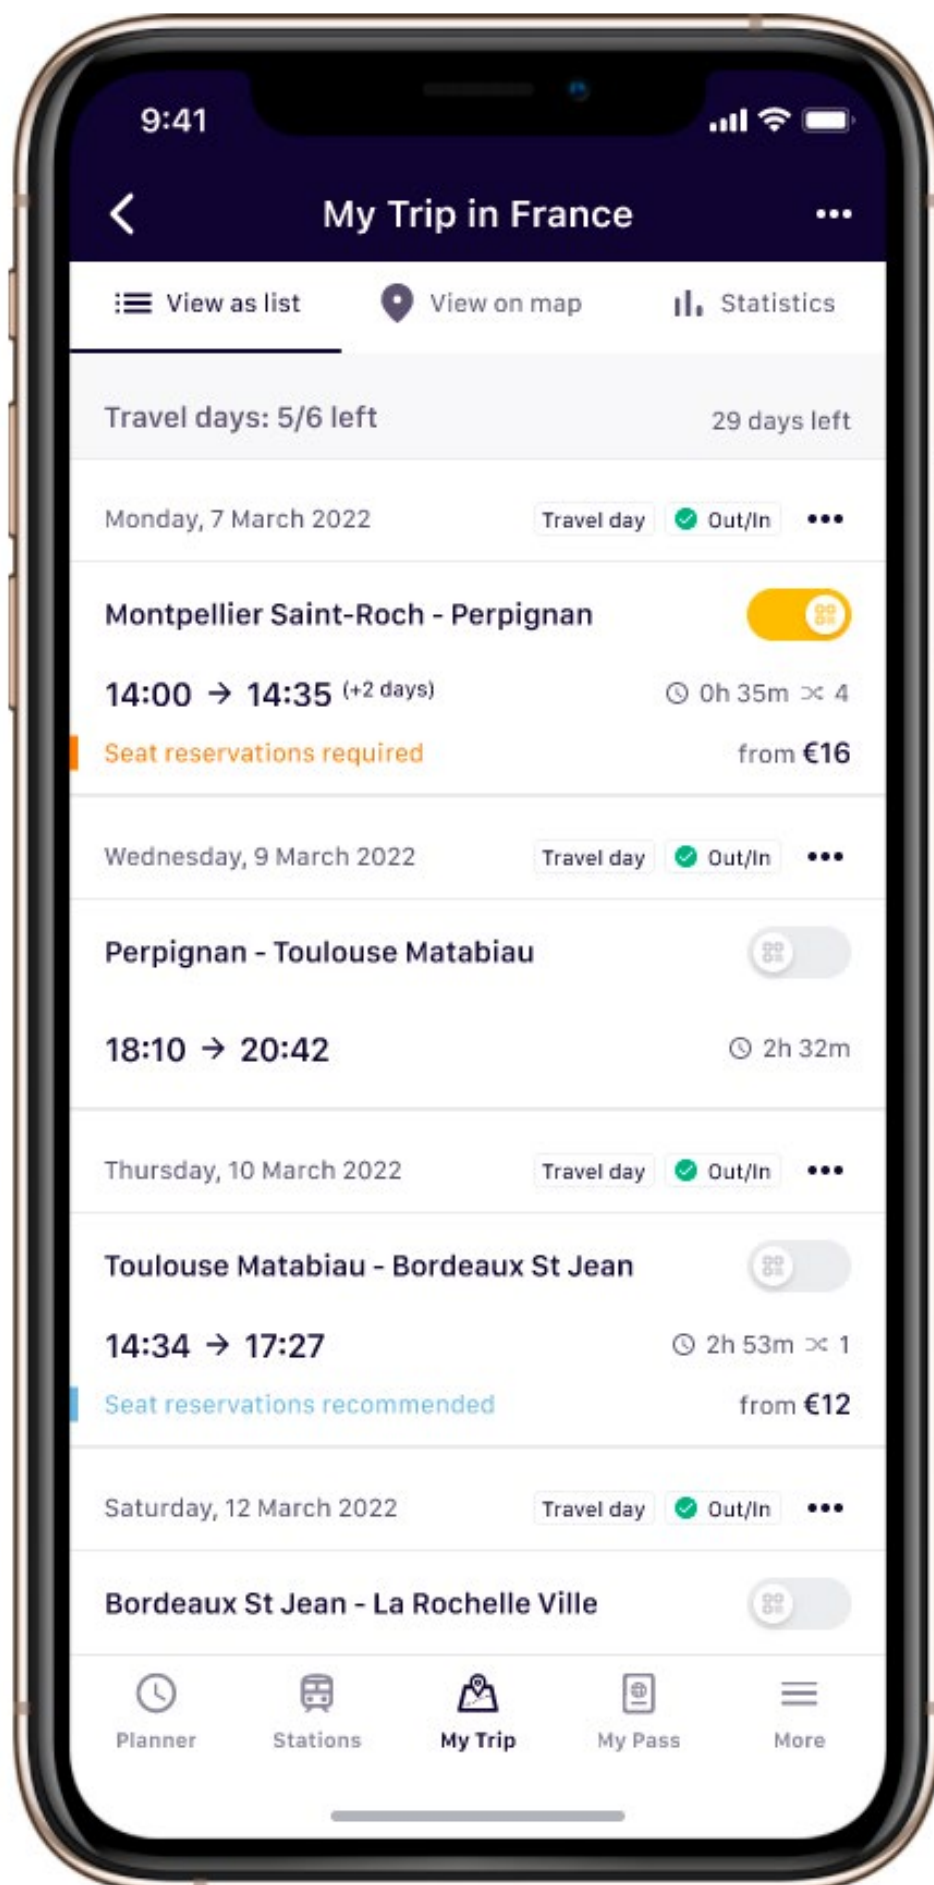 9:41
My Trip in France
View as list View on map Statistics
Travel days: 5/6 left 29 days left
Monday, 7 March 2022 Travel day Out/In
Montpellier Saint-Roch - Perpignan
14:00 → 14:35 (+2 days) 0h 35m 4
Seat reservations required from €16
Wednesday, 9 March 2022 Travel day Out/In
Perpignan - Toulouse Matabiau
18:10 → 20:42 2h 32m
Thursday, 10 March 2022 Travel day Out/In
Toulouse Matabiau - Bordeaux St Jean
14:34 → 17:27 2h 53m 1
Seat reservations recommended from €12
Saturday, 12 March 2022 Travel day Out/In
Bordeaux St Jean - La Rochelle Ville
Planner Stations My Trip My Pass More